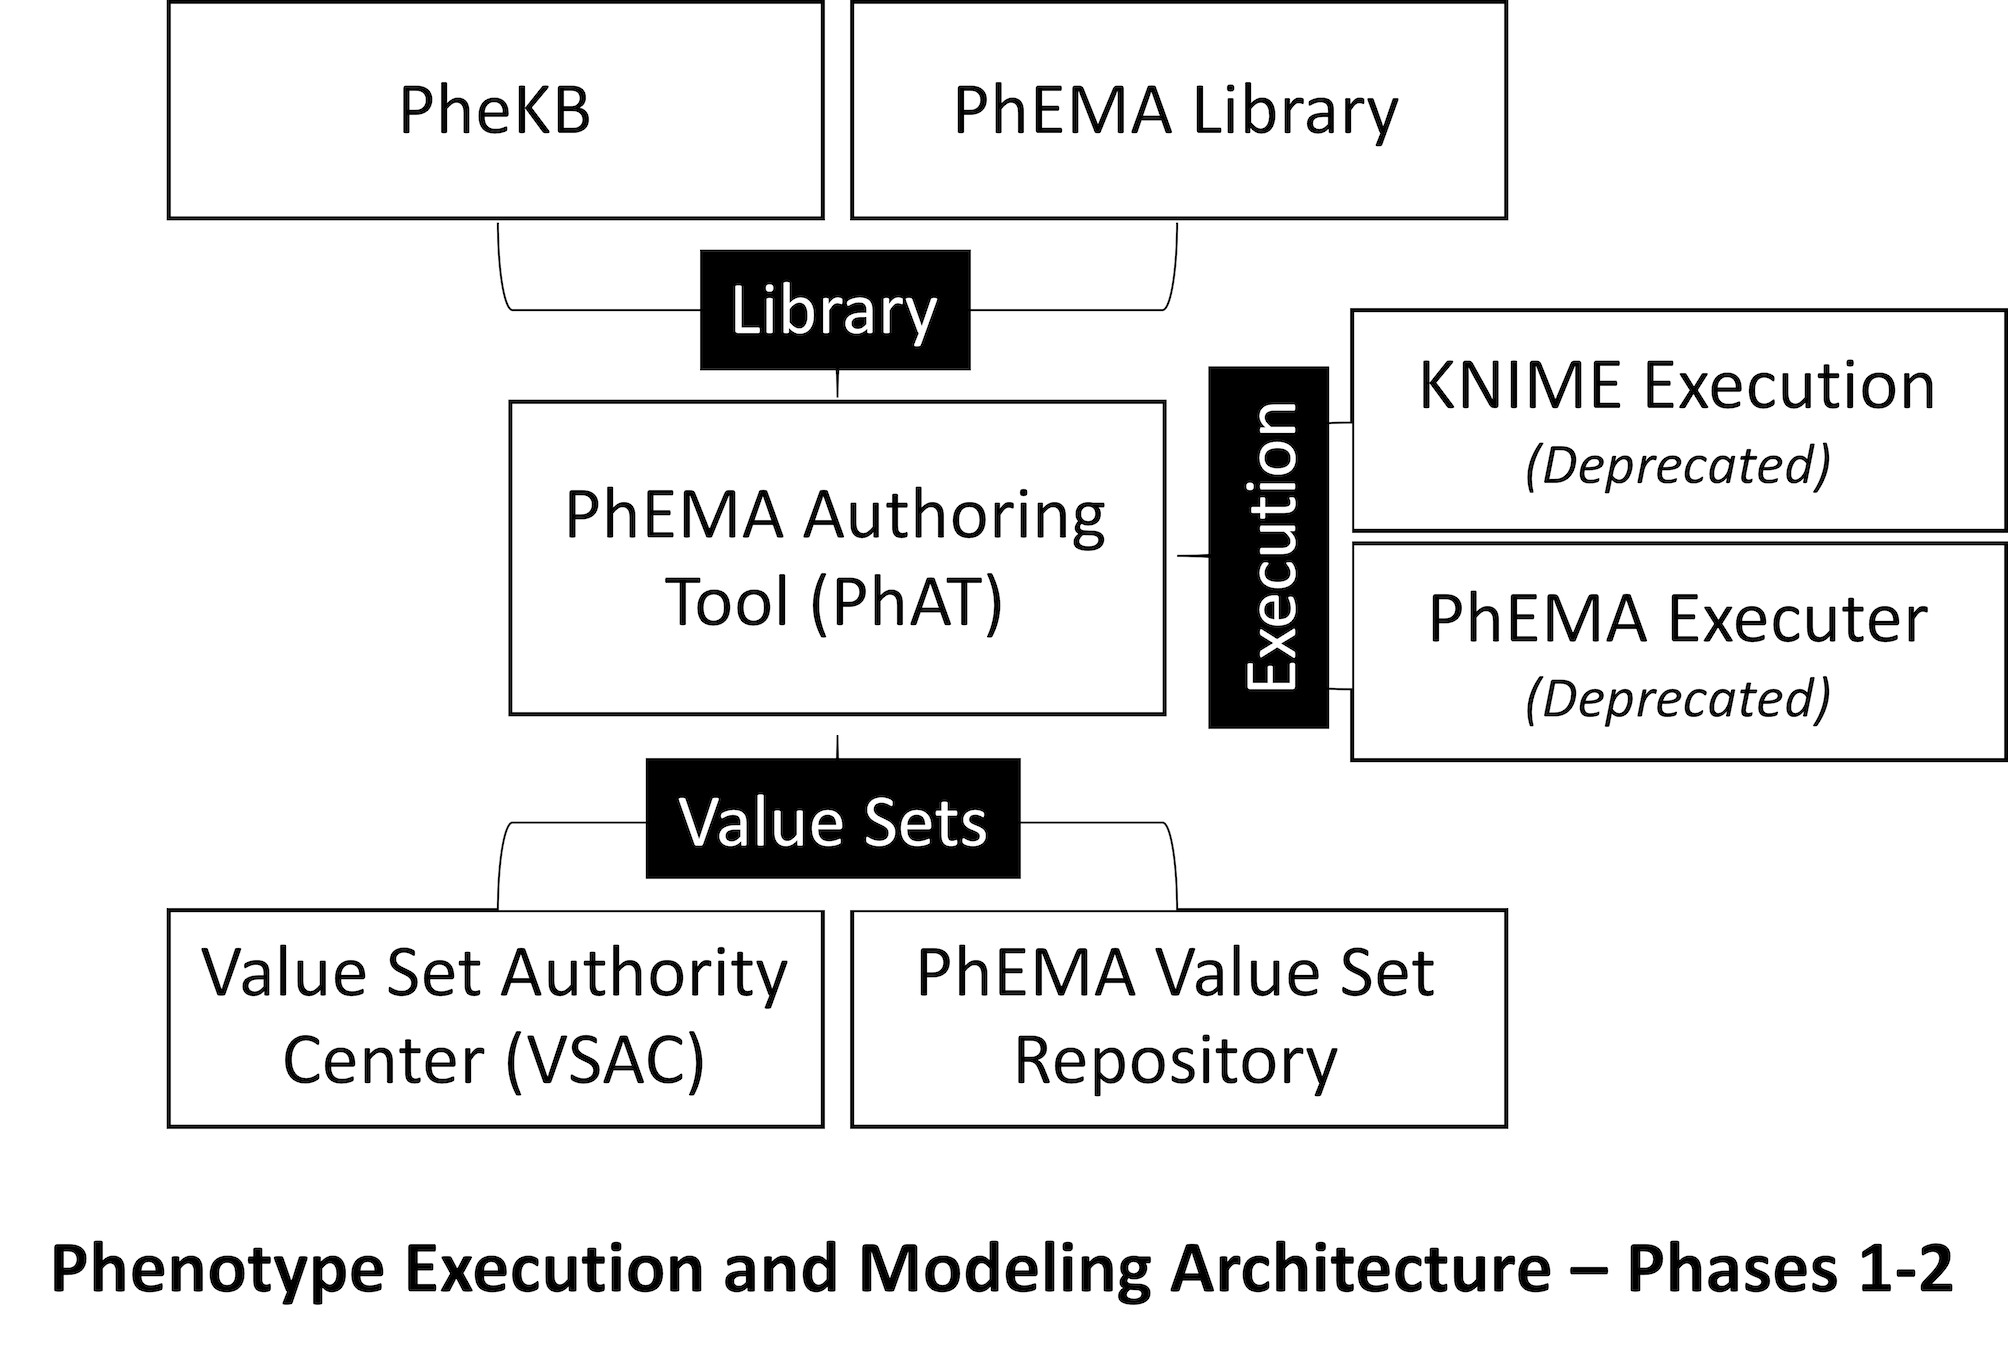 PheKB
PhEMA Library
Library
KNIME Execution
(Deprecated)
Execution
PhEMA Authoring
Tool (PhAT)
PhEMA Executer
(Deprecated)
Value Sets
Value Set Authority
Center (VSAC)
PhEMA Value Set
Repository
Phenotype Execution and Modeling Architecture – Phases 1-2